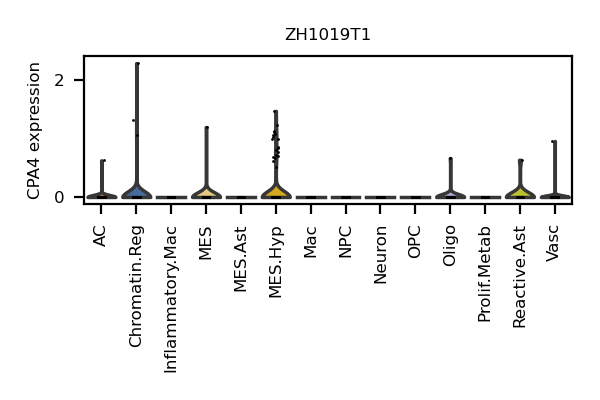 ZH1019T1
CPA4 expression
2
0
AC
Chromatin.Reg
Inflammatory.Mac
MES
MES.Ast
MES.Hyp
Mac
NPC
Neuron
OPC
Oligo
Prolif.Metab
Reactive.Ast
Vasc